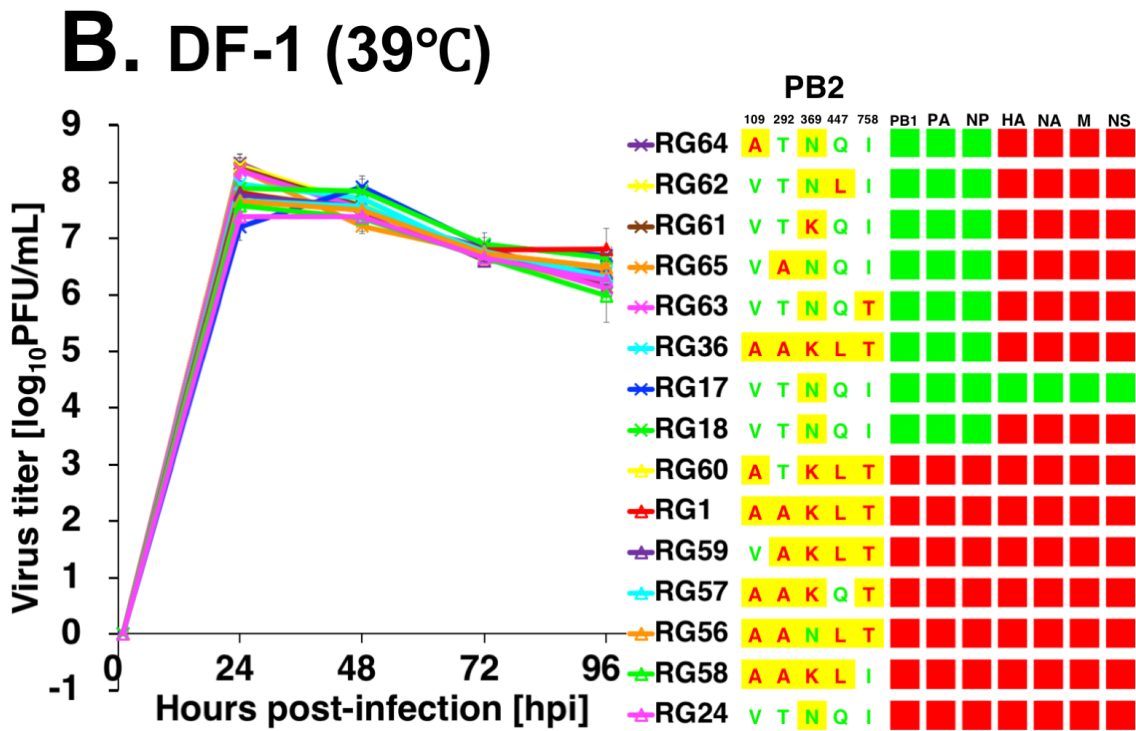 B. DF-1 (39℃)
PB2
109 292 369 447 758 PB1 PA NP HA NA M NS
RG64 A T N Q I
RG62 V T N L I
RG61 V T K Q I
RG65 V A N Q I
RG63 V T N Q T
RG36 A A K L T
RG17 V T N Q I
RG18 V T N Q I
RG60 A T K L T
RG1 A A K L T
RG59 V A K L T
RG57 A A K Q T
RG56 A A N L T
RG58 A A K L I
RG24 V T N Q I
Virus titer [log10PFU/mL]
9
8
7
6
5
4
3
2
1
0
-1
0 24 48 72 96
Hours post-infection [hpi]